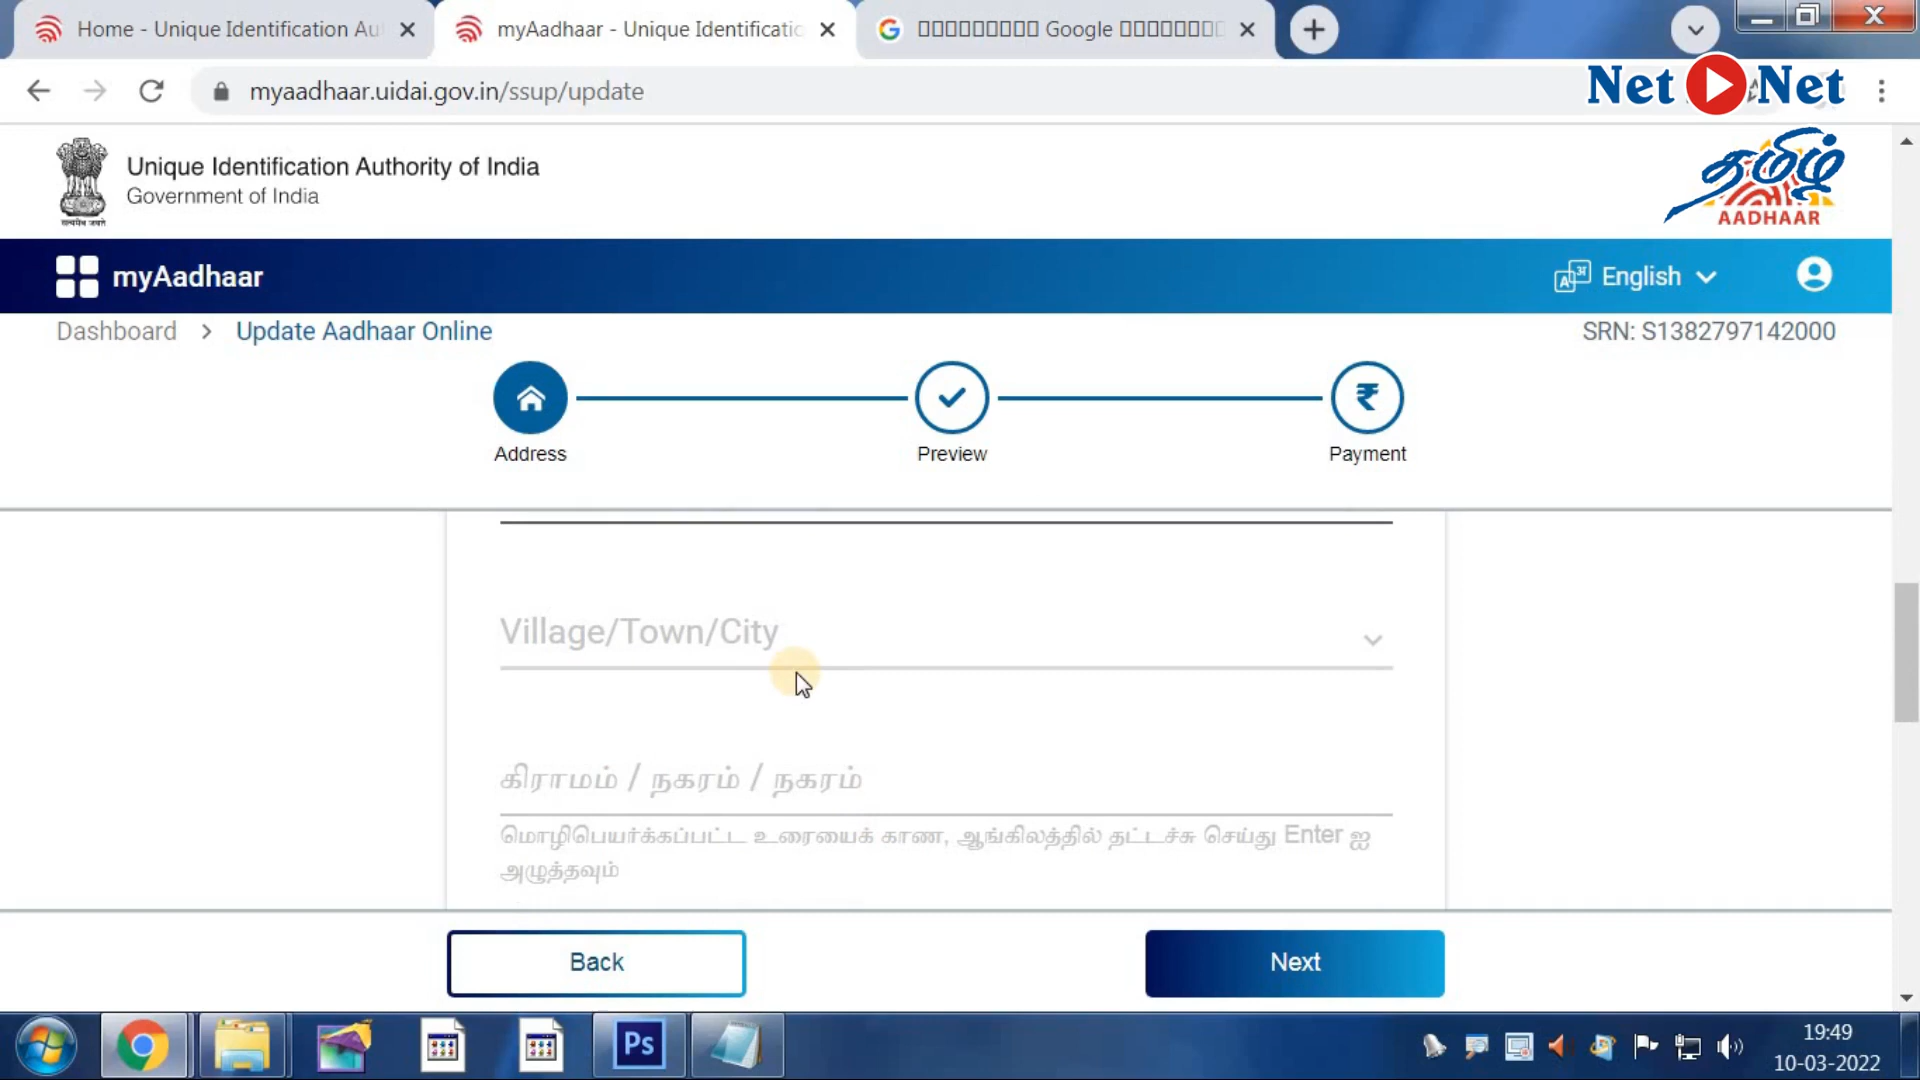 Home - Unique Identification Au
myAadhaar - Unique Identificatio
Google
myaadhaar.uidai.gov.in/ssup/update
Net Net
Unique Identification Authority of India
Government of India
सत्यमेव जयते
தமிழ்
AADHAAR
myAadhaar
English
Dashboard > Update Aadhaar Online
SRN: S1382797142000
₹
Address
Preview
Payment
Village/Town/City
கிராமம் / நகரம் / நகரம்
மொழிபெயர்க்கப்பட்ட உரையைக் காண, ஆங்கிலத்தில் தட்டச்சு செய்து Enter ஐ
அழுத்தவும்
Back
Next
Ps
19:49
10-03-2022